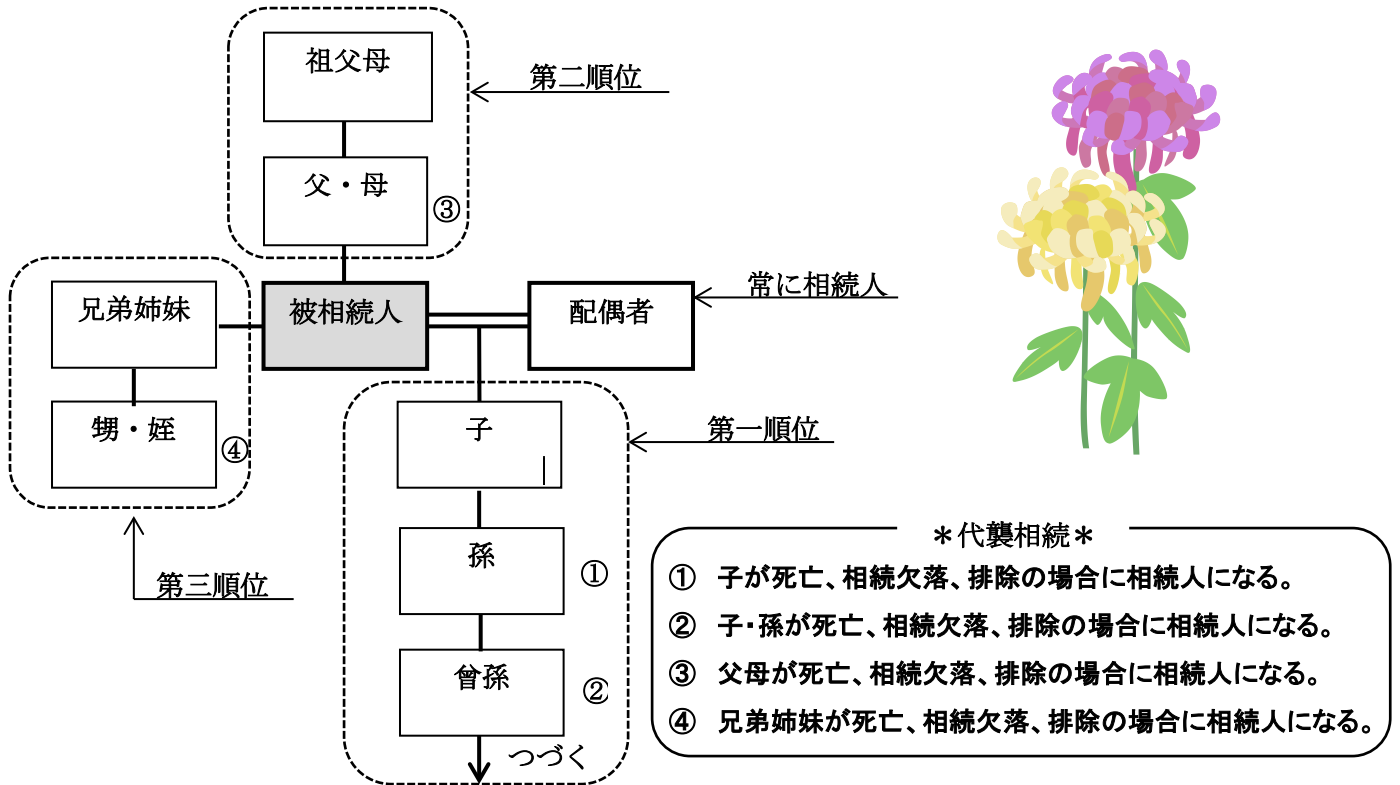 祖父母
第二順位
父・母
③
兄弟姉妹
被相続人
配偶者
常に相続人
甥・姪
④
子
第一順位
第三順位
孫
①
曾孫
②
つづく
＊代襲相続＊
① 子が死亡、相続欠落、排除の場合に相続人になる。
② 子・孫が死亡、相続欠落、排除の場合に相続人になる。
③ 父母が死亡、相続欠落、排除の場合に相続人になる。
④ 兄弟姉妹が死亡、相続欠落、排除の場合に相続人になる。